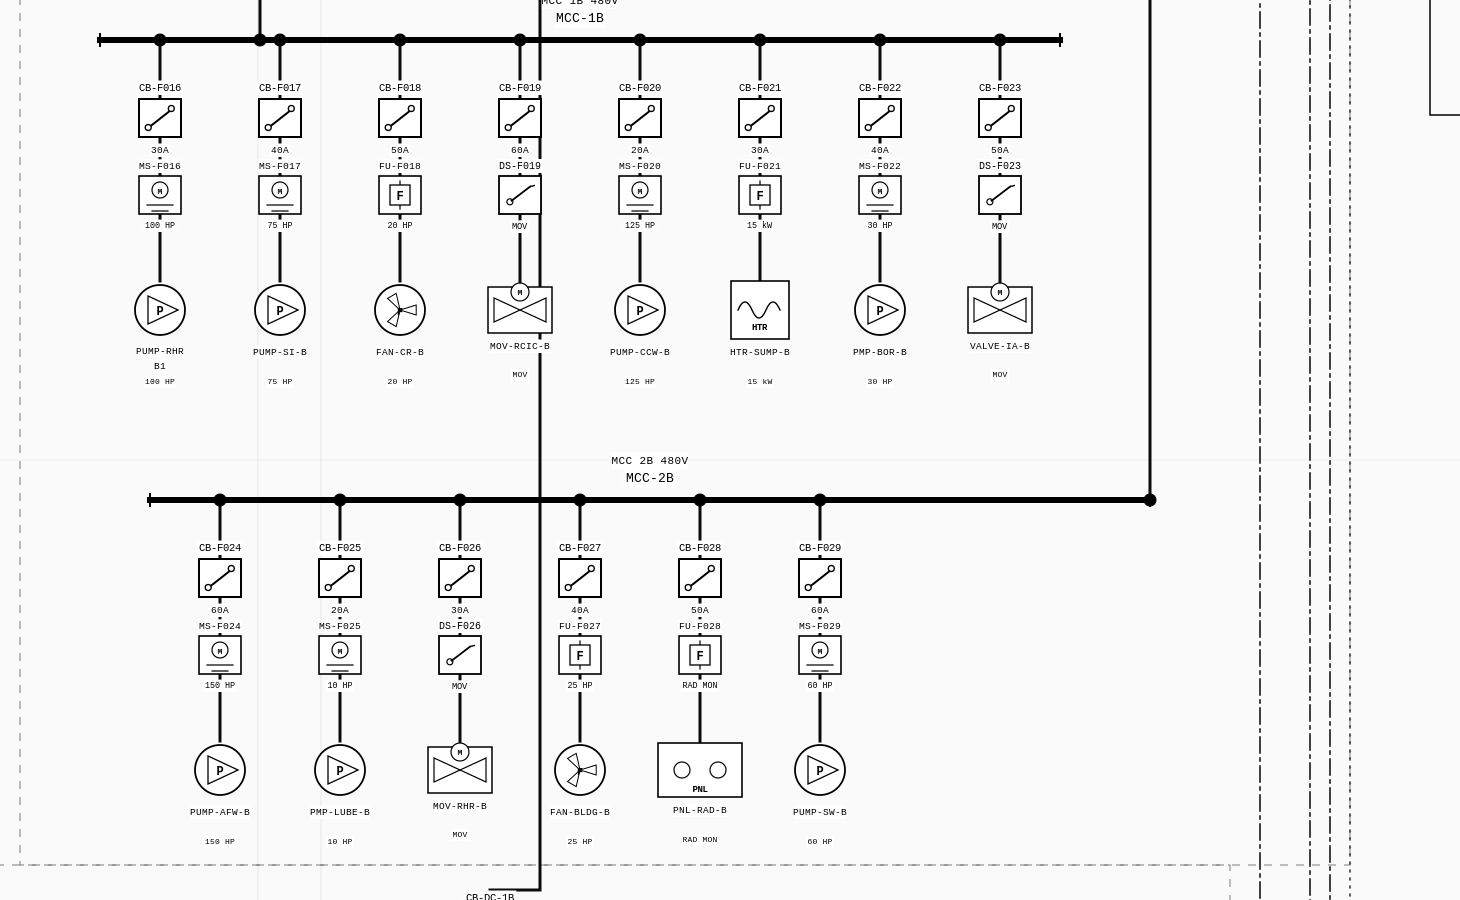 MCC 1B 480V
MCC-1B
CB-F016 CB-F017 CB-F018 CB-F019 CB-F020 CB-F021 CB-F022 CB-F023
30A 40A 50A 60A 20A 30A 40A 50A
MS-F016 MS-F017 FU-F018 DS-F019 MS-F020 FU-F021 MS-F022 DS-F023
M M F M F M
100 HP 75 HP 20 HP MOV 125 HP 15 kW 30 HP MOV
M M
P P P P
HTR
PUMP-RHR PUMP-SI-B FAN-CR-B MOV-RCIC-B PUMP-CCW-B HTR-SUMP-B PMP-BOR-B VALVE-IA-B
B1
100 HP 75 HP 20 HP MOV 125 HP 15 kW 30 HP MOV
MCC 2B 480V
MCC-2B
CB-F024 CB-F025 CB-F026 CB-F027 CB-F028 CB-F029
60A 20A 30A 40A 50A 60A
MS-F024 MS-F025 DS-F026 FU-F027 FU-F028 MS-F029
M M F F M
150 HP 10 HP MOV 25 HP RAD MON 60 HP
M
P P P
PNL
PUMP-AFW-B PMP-LUBE-B MOV-RHR-B FAN-BLDG-B PNL-RAD-B PUMP-SW-B
150 HP 10 HP MOV 25 HP RAD MON 60 HP
CB-DC-1B